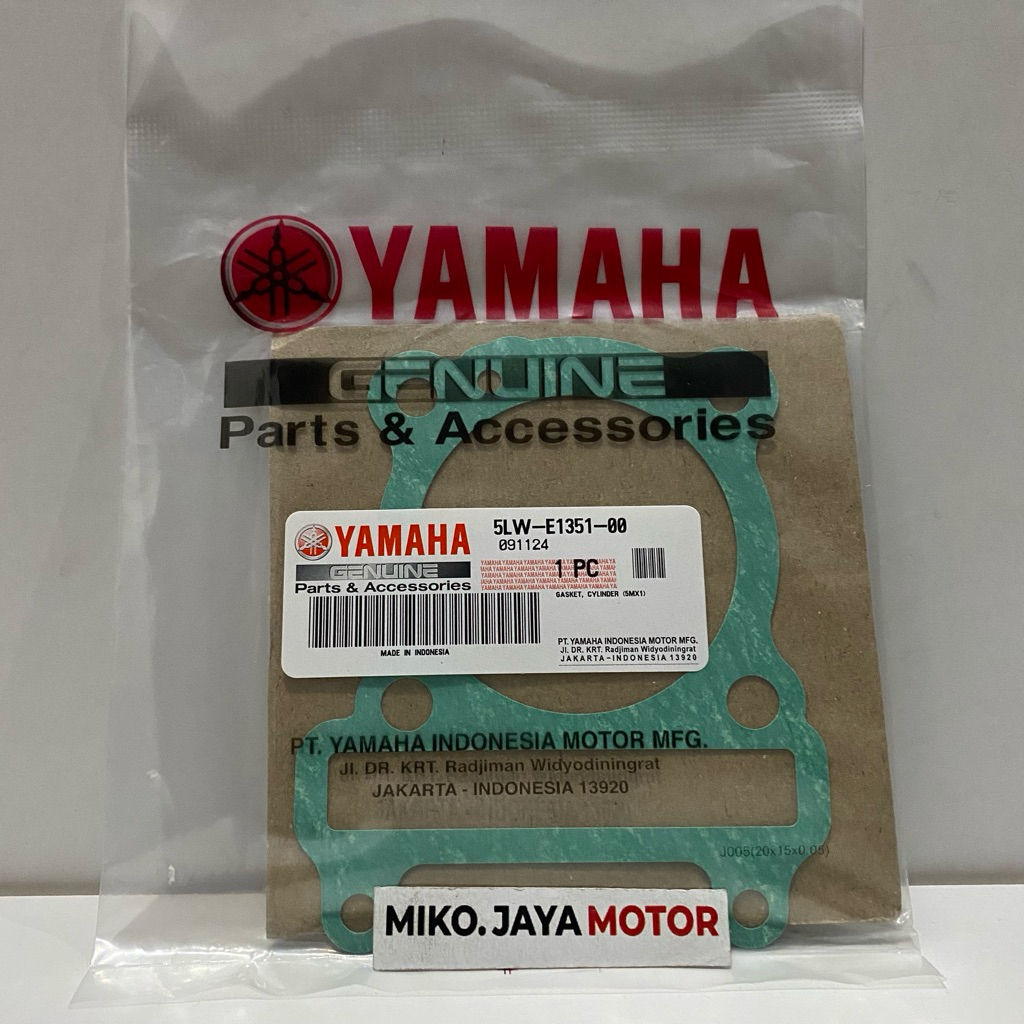 YAMAHA
GENUINE
Parts & Accessories
YAMAHA
GENUINE
Parts & Accessories
5LW-E1351-00
091124
1 PC
GASKET, CYLINDER (5MX1)
MADE IN INDONESIA
PT. YAMAHA INDONESIA MOTOR MFG.
Jl. DR. KRT. Radjiman Widyodiningrat
JAKARTA - INDONESIA 13920
PT. YAMAHA INDONESIA MOTOR MFG.
Jl. DR. KRT. Radjiman Widyodiningrat
JAKARTA - INDONESIA 13920
J005(20x15x0.05)
MIKO.JAYA MOTOR